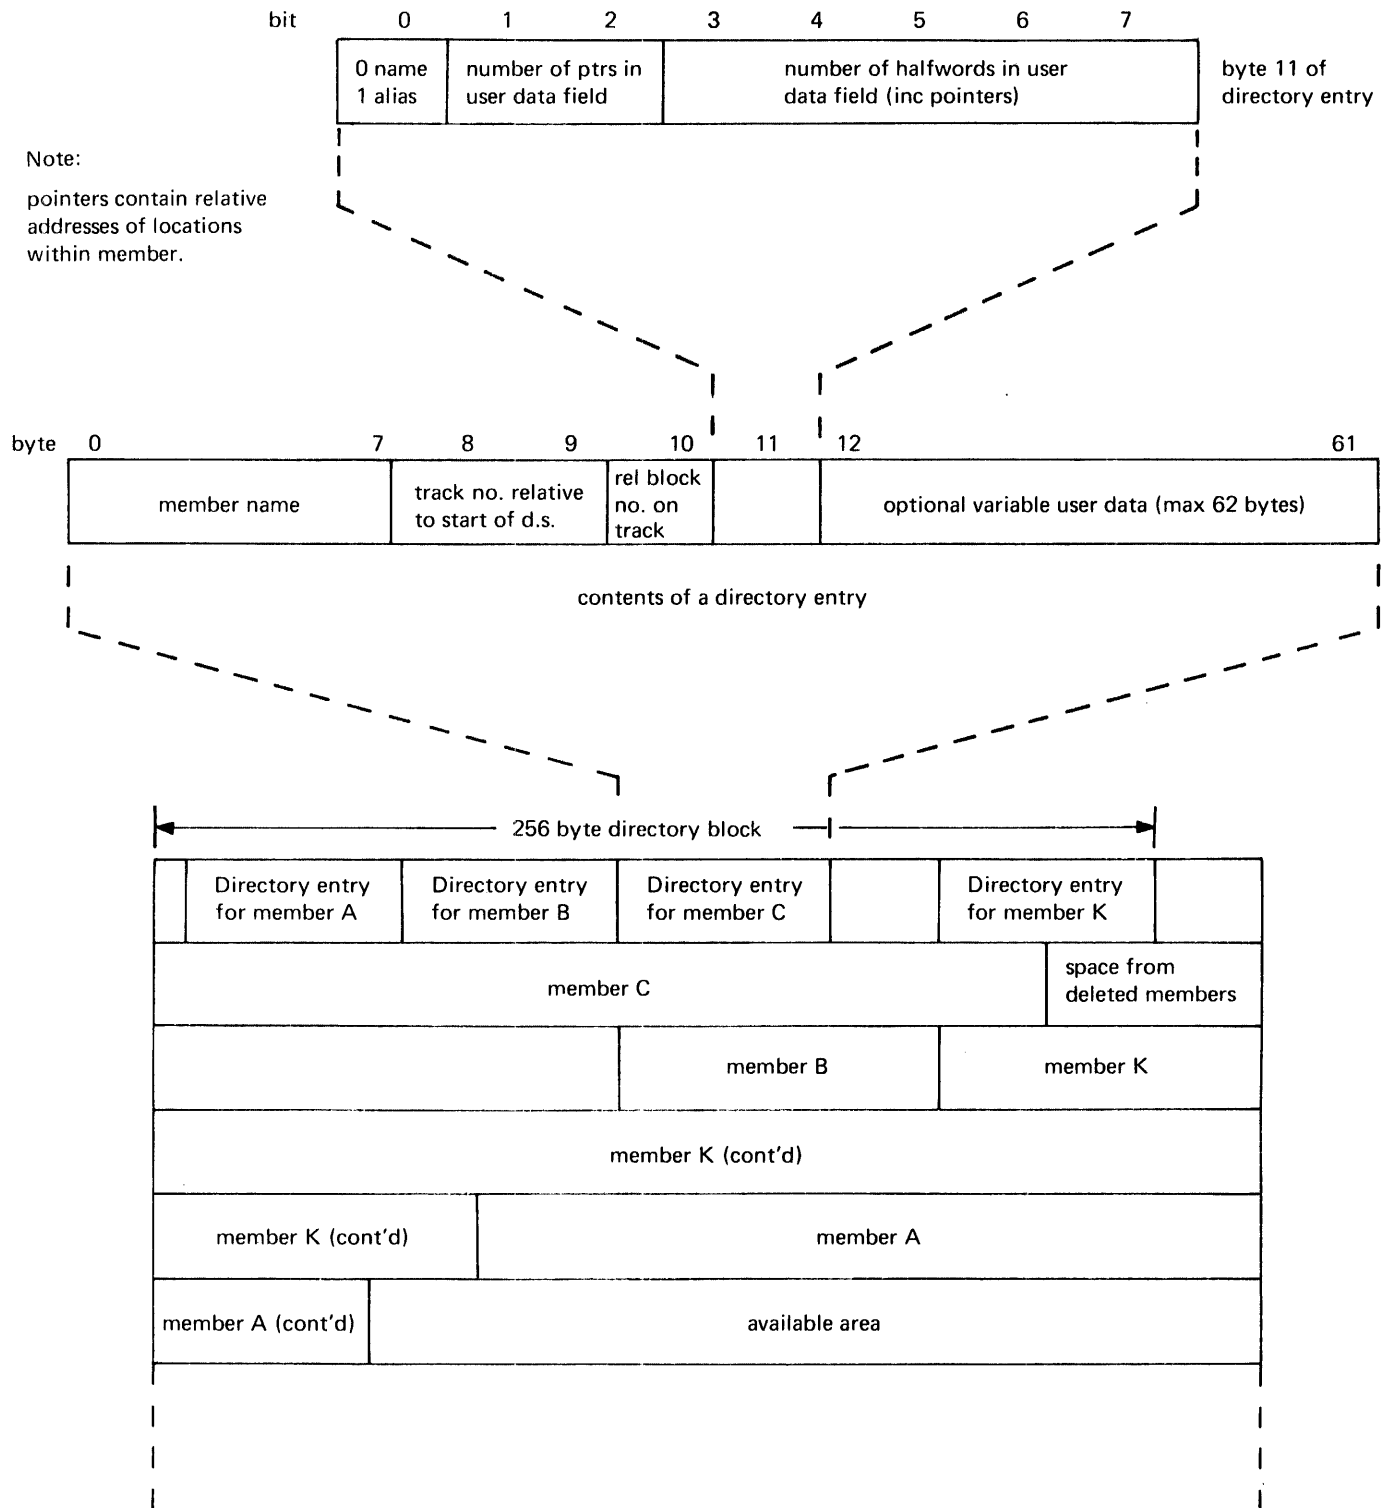 bit 0 1 2 3 4 5 6 7
0 name number of ptrs in number of halfwords in user byte 11 of
1 alias user data field data field (inc pointers) directory entry
Note:
pointers contain relative
addresses of locations
within member.
byte 0 7 8 9 10 11 12 61
member name
track no. relative
to start of d.s.
rel block
no. on
track
optional variable user data (max 62 bytes)
contents of a directory entry
256 byte directory block
Directory entry Directory entry Directory entry Directory entry
for member A for member B for member C for member K
member C
space from
deleted members
member B member K
member K (cont'd)
member K (cont'd) member A
member A (cont'd) available area